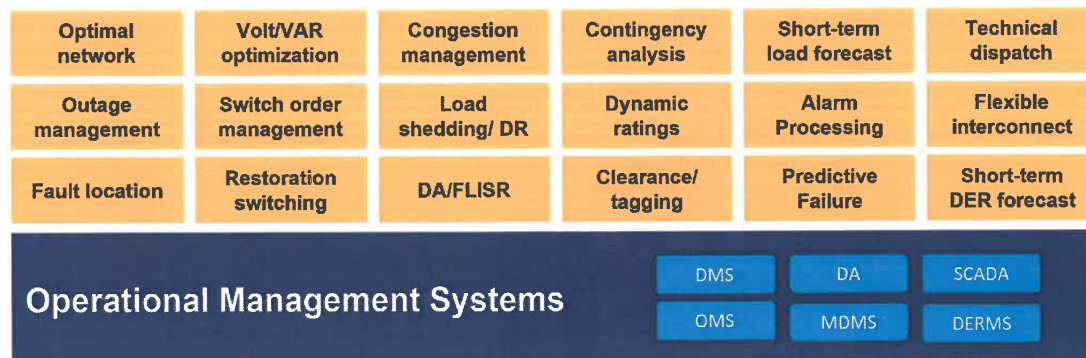 Optimal
network
Volt/VAR
optimization
Congestion
management
Contingency
analysis
Short-term
load forecast
Technical
dispatch
Outage
management
Switch order
management
Load
shedding/ DR
Dynamic
ratings
Alarm
Processing
Flexible
interconnect
Fault location
Restoration
switching
DA/FLISR
Clearance/
tagging
Predictive
Failure
Short-term
DER forecast
Operational Management Systems
DMS
DA
SCADA
OMS
MDMS
DERMS